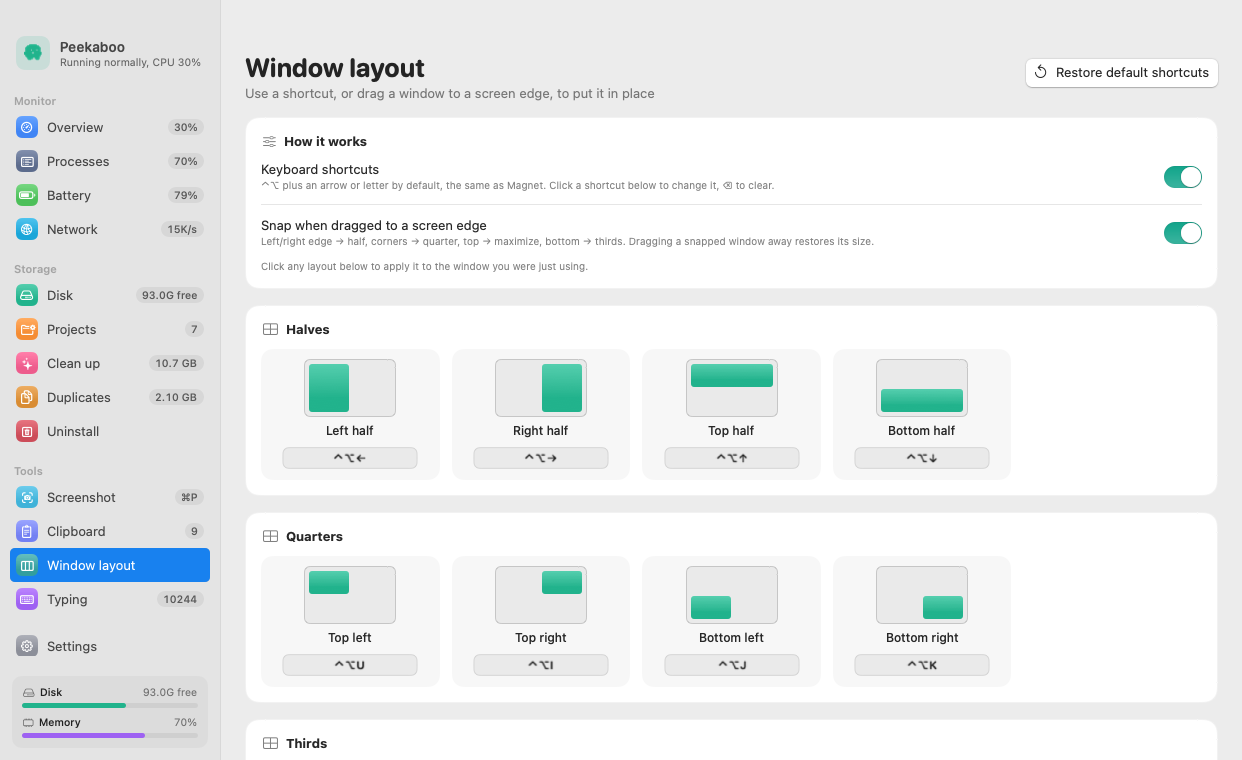 Peekaboo
Running normally, CPU 30%
Monitor
Overview 30%
Processes 70%
Battery 79%
Network 15K/s
Storage
Disk 93.0G free
Projects 7
Clean up 10.7 GB
Duplicates 2.10 GB
Uninstall
Tools
Screenshot ⌘P
Clipboard 9
Window layout
Typing 10244
Settings
Disk 93.0G free
Memory 70%
Window layout
Restore default shortcuts
Use a shortcut, or drag a window to a screen edge, to put it in place
How it works
Keyboard shortcuts
⌃⌥ plus an arrow or letter by default, the same as Magnet. Click a shortcut below to change it, ⌫ to clear.
Snap when dragged to a screen edge
Left/right edge → half, corners → quarter, top → maximize, bottom → thirds. Dragging a snapped window away restores its size.
Click any layout below to apply it to the window you were just using.
Halves
Left half Right half Top half Bottom half
⌃⌥← ⌃⌥→ ⌃⌥↑ ⌃⌥↓
Quarters
Top left Top right Bottom left Bottom right
⌃⌥U ⌃⌥I ⌃⌥J ⌃⌥K
Thirds